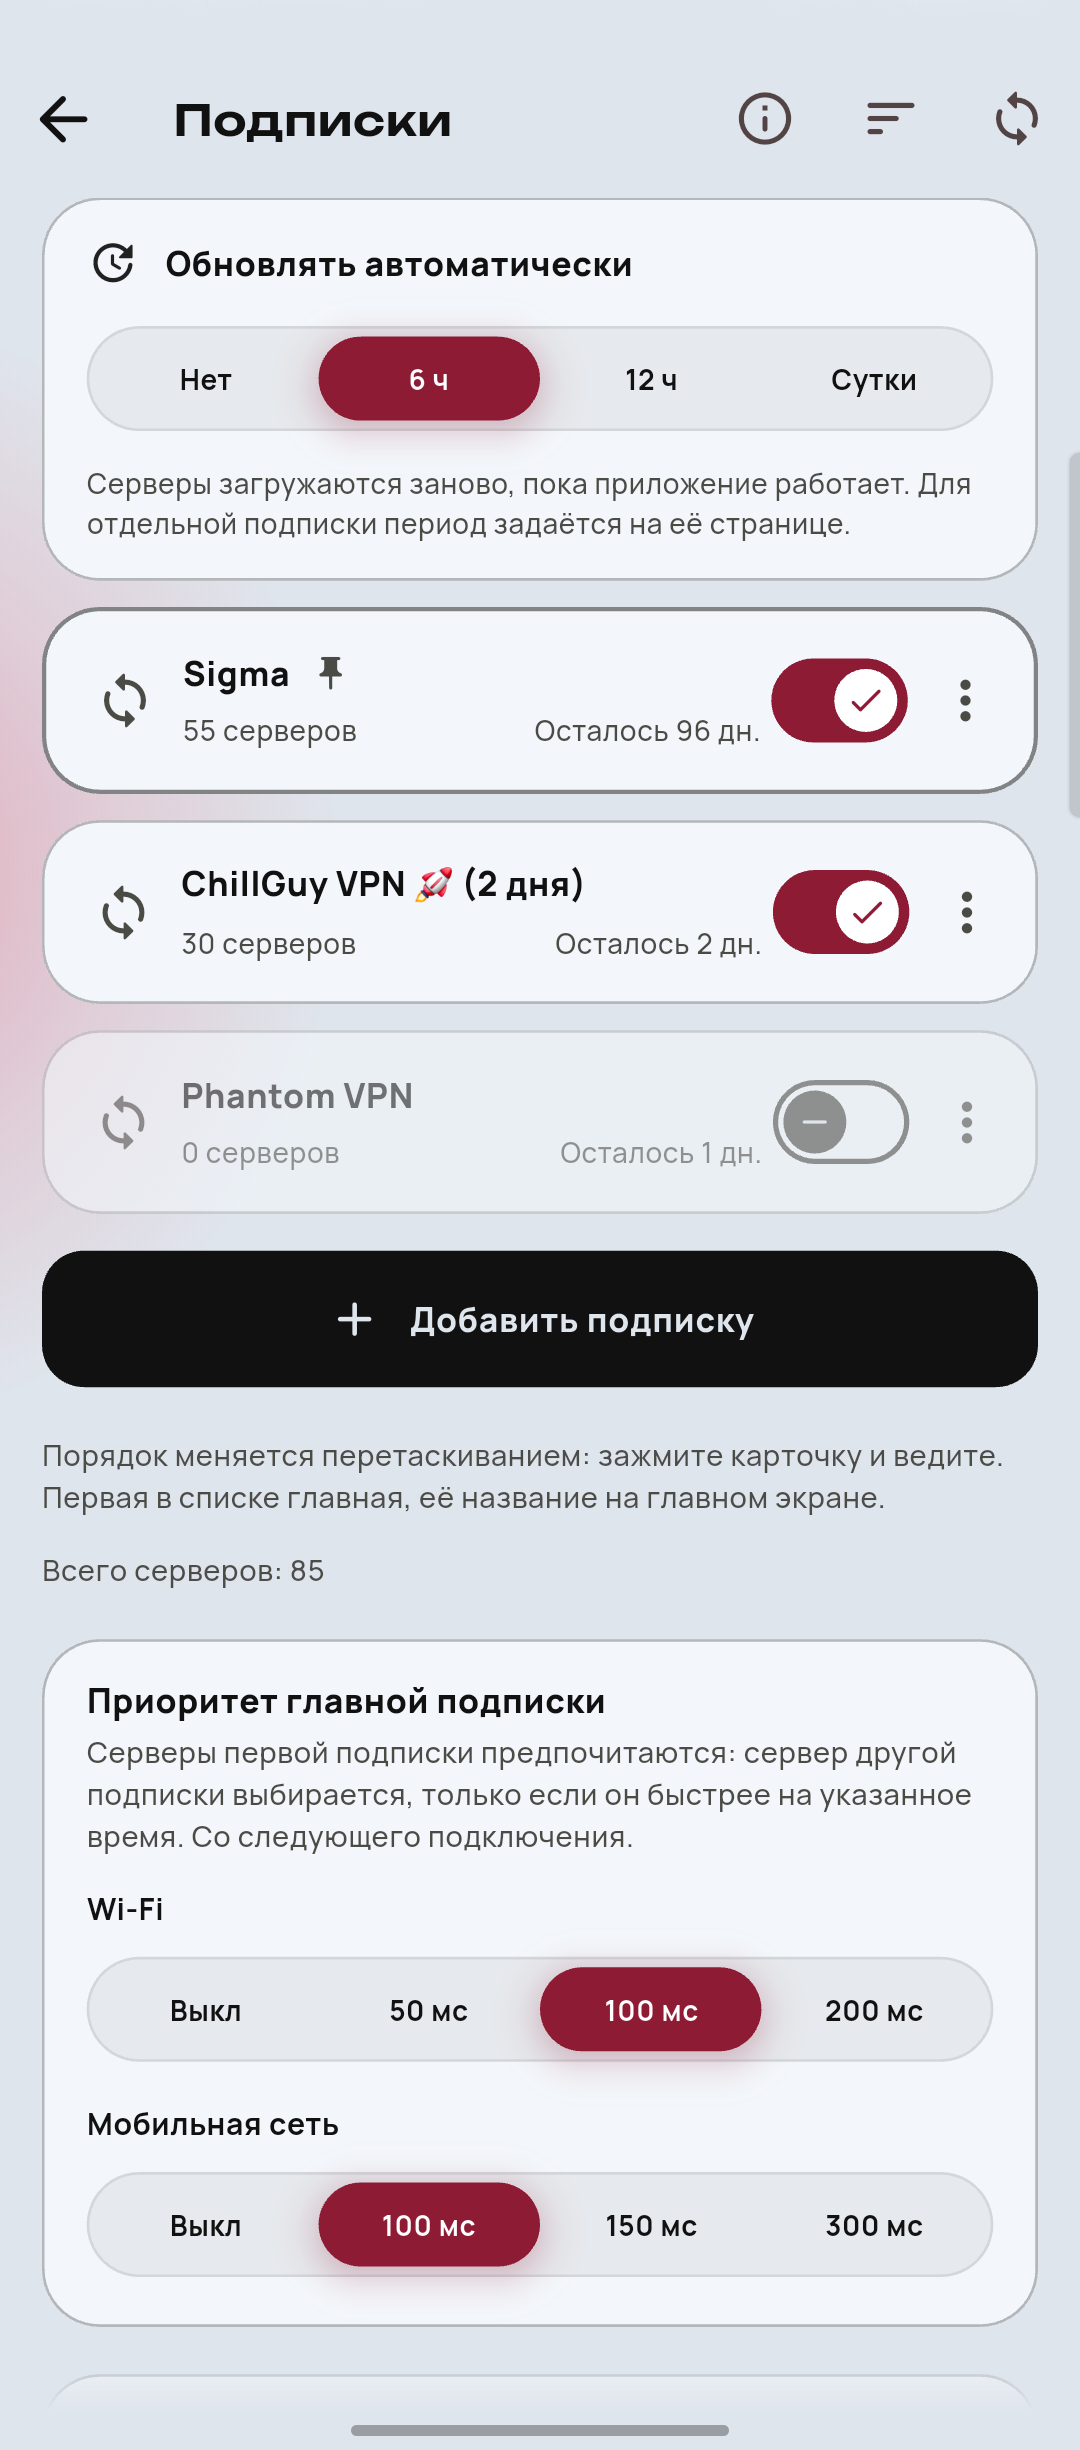 Подписки
Обновлять автоматически
Нет 6 ч 12 ч Сутки
Серверы загружаются заново, пока приложение работает. Для
отдельной подписки период задаётся на её странице.
Sigma
55 серверов Осталось 96 дн.
ChillGuy VPN 🚀 (2 дня)
30 серверов Осталось 2 дн.
Phantom VPN
0 серверов Осталось 1 дн.
Добавить подписку
Порядок меняется перетаскиванием: зажмите карточку и ведите.
Первая в списке главная, её название на главном экране.
Всего серверов: 85
Приоритет главной подписки
Серверы первой подписки предпочитаются: сервер другой
подписки выбирается, только если он быстрее на указанное
время. Со следующего подключения.
Wi-Fi
Выкл 50 мс 100 мс 200 мс
Мобильная сеть
Выкл 100 мс 150 мс 300 мс